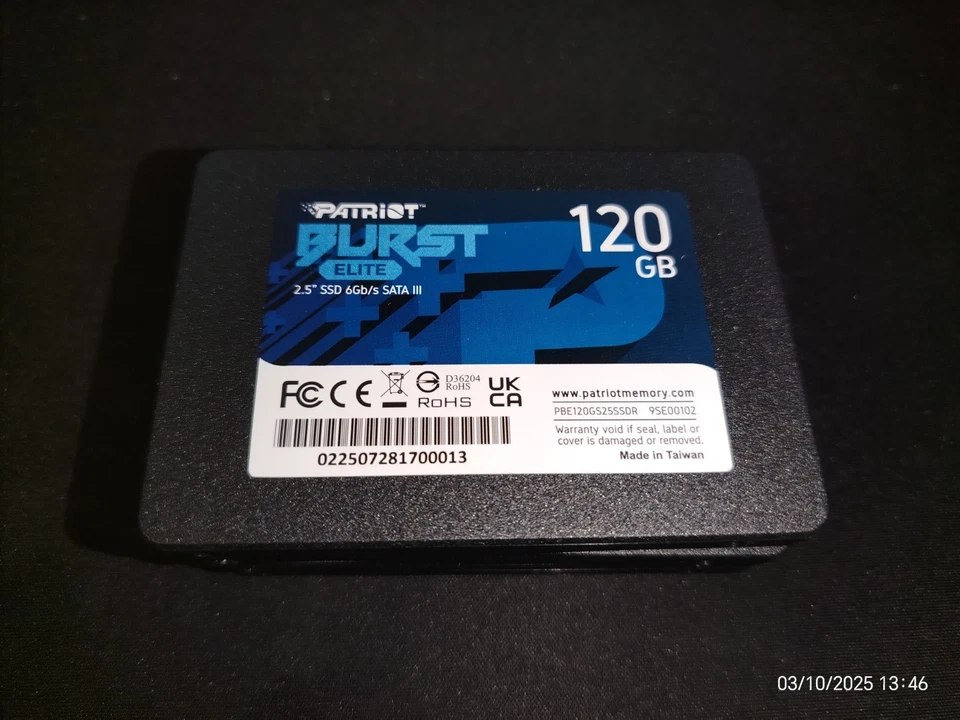 PATRIOT™
BURST
ELITE
2.5" SSD 6Gb/s SATA III
120
GB
FC CE D36204
RoHS
RoHS
UK
CA
022507281700013
www.patriotmemory.com
PBE120GS25SSDR 9SE00102
Warranty void if seal, label or
cover is damaged or removed.
Made in Taiwan
03/10/2025 13:46